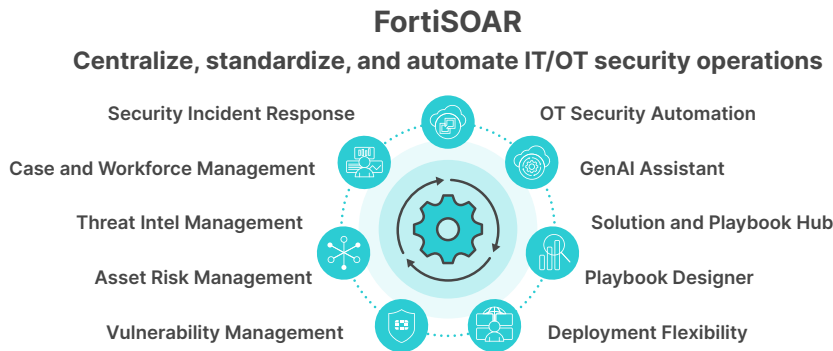 FortiSOAR
Centralize, standardize, and automate IT/OT security operations
Security Incident Response
Case and Workforce Management
Threat Intel Management
Asset Risk Management
Vulnerability Management
OT Security Automation
GenAI Assistant
Solution and Playbook Hub
Playbook Designer
Deployment Flexibility